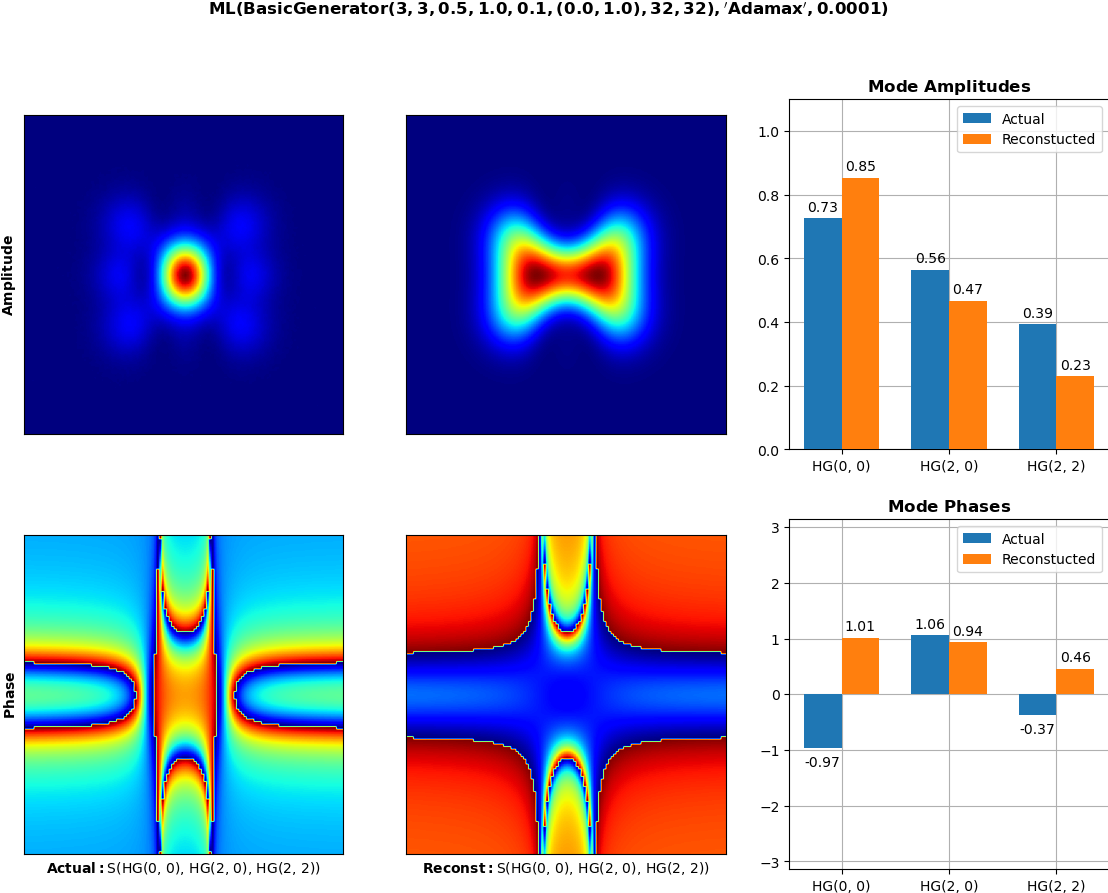 ML(BasicGenerator(3, 3, 0.5, 1.0, 0.1, (0.0, 1.0), 32, 32), 'Adamax', 0.0001)
Amplitude
Mode Amplitudes
Actual
Reconstucted
1.0
0.8
0.6
0.4
0.2
0.0
0.73
0.85
0.56
0.47
0.39
0.23
HG(0, 0)
HG(2, 0)
HG(2, 2)
Phase
Actual: S(HG(0, 0), HG(2, 0), HG(2, 2))
Reconst: S(HG(0, 0), HG(2, 0), HG(2, 2))
Mode Phases
Actual
Reconstucted
3
2
1
0
−1
−2
−3
-0.97
1.01
1.06
0.94
-0.37
0.46
HG(0, 0)
HG(2, 0)
HG(2, 2)